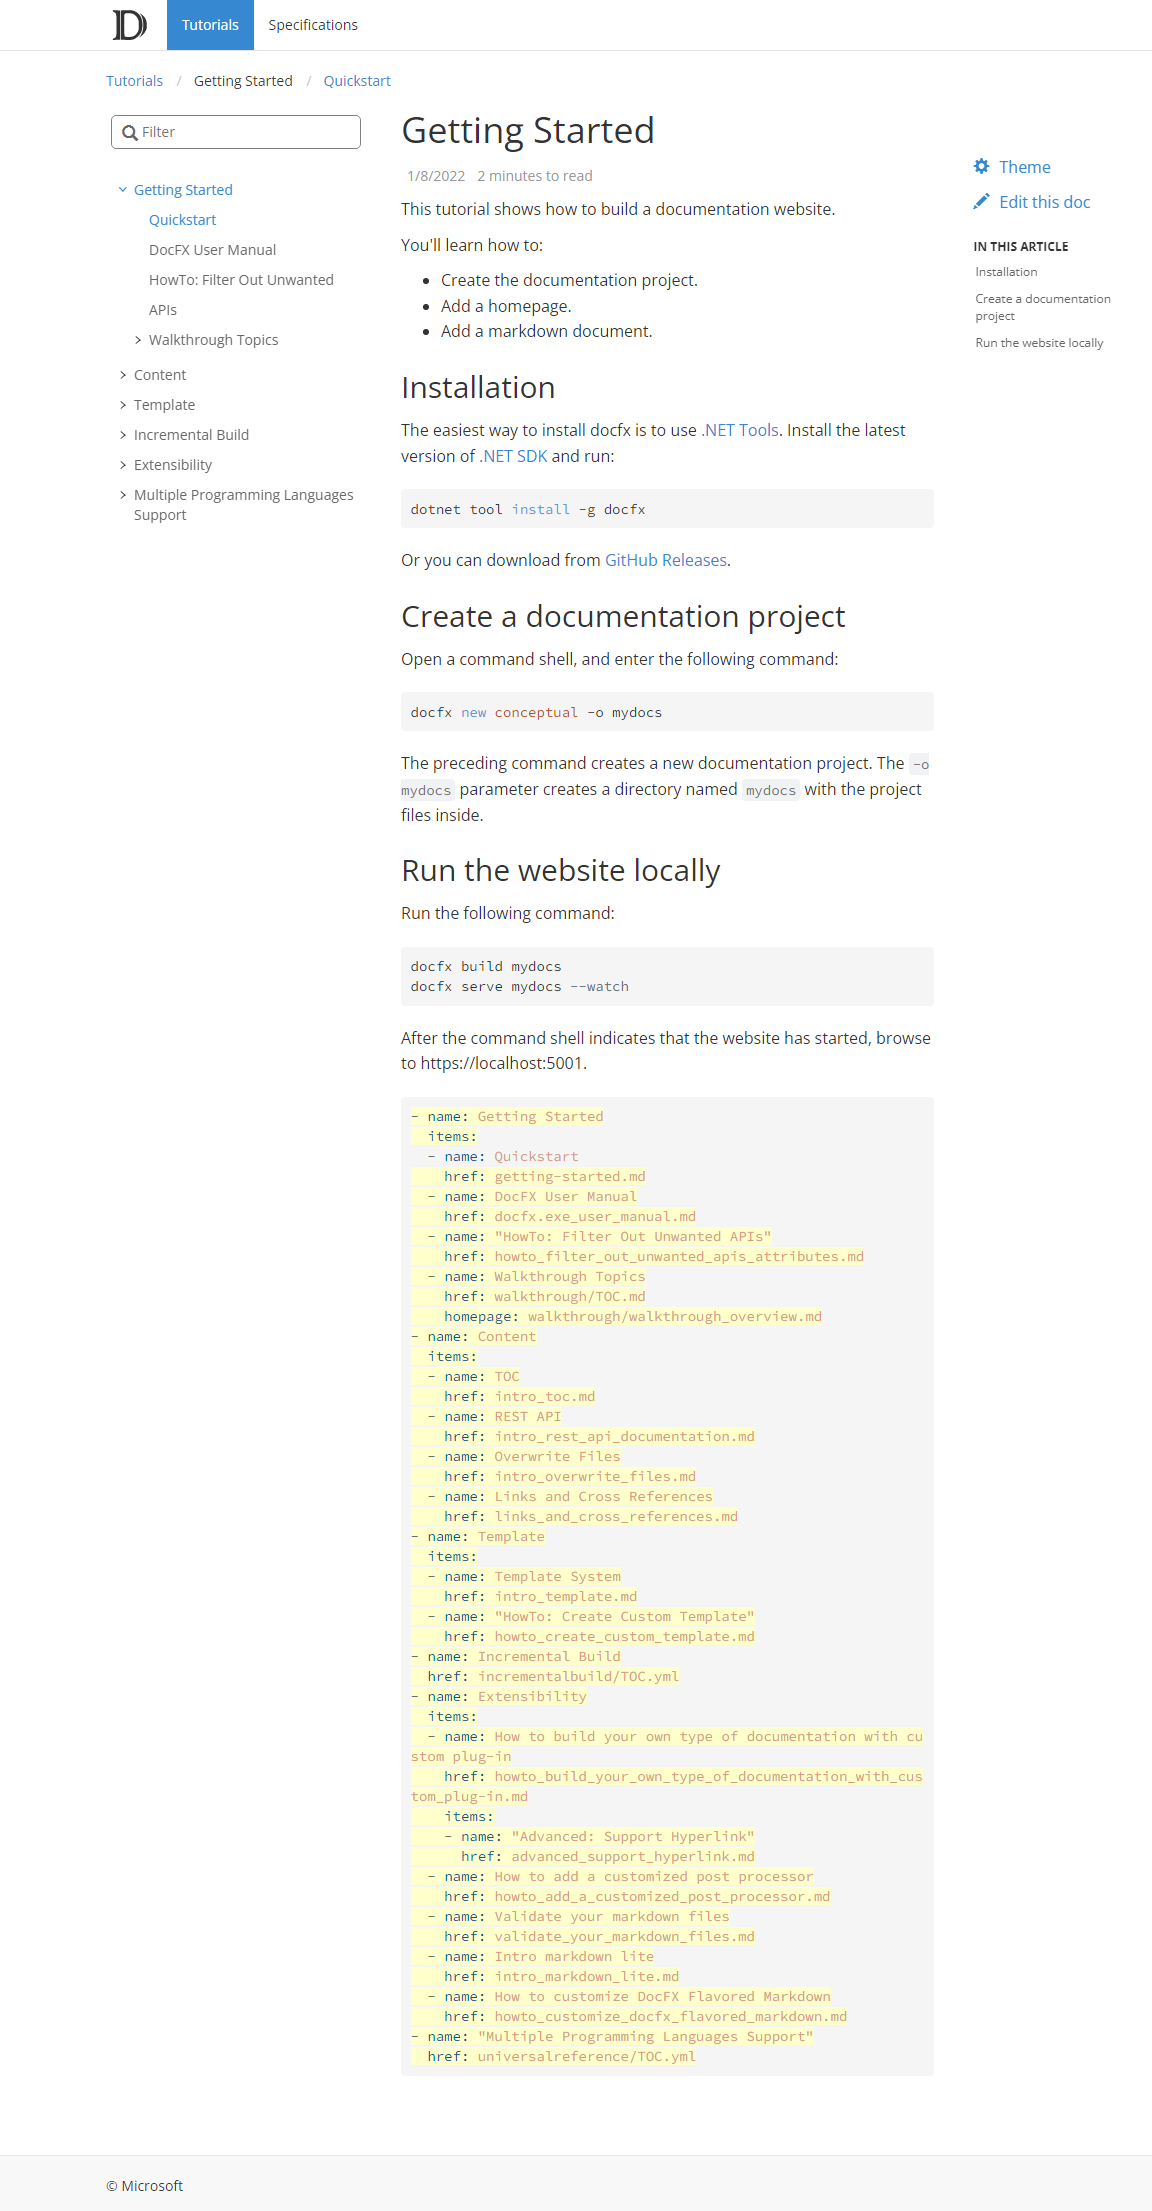 D
Tutorials
Specifications
Tutorials / Getting Started / Quickstart
Filter
Getting Started
Quickstart
DocFX User Manual
HowTo: Filter Out Unwanted
APIs
Walkthrough Topics
Content
Template
Incremental Build
Extensibility
Multiple Programming Languages
Support
Getting Started
1/8/2022 2 minutes to read
This tutorial shows how to build a documentation website.
You'll learn how to:
• Create the documentation project.
• Add a homepage.
• Add a markdown document.
Installation
The easiest way to install docfx is to use .NET Tools. Install the latest
version of .NET SDK and run:
dotnet tool install -g docfx
Or you can download from GitHub Releases.
Create a documentation project
Open a command shell, and enter the following command:
docfx new conceptual -o mydocs
The preceding command creates a new documentation project. The -o
mydocs parameter creates a directory named mydocs with the project
files inside.
Run the website locally
Run the following command:
docfx build mydocs
docfx serve mydocs --watch
After the command shell indicates that the website has started, browse
to https://localhost:5001.
- name: Getting Started
  items:
  - name: Quickstart
    href: getting-started.md
  - name: DocFX User Manual
    href: docfx.exe_user_manual.md
  - name: "HowTo: Filter Out Unwanted APIs"
    href: howto_filter_out_unwanted_apis_attributes.md
  - name: Walkthrough Topics
    href: walkthrough/TOC.md
    homepage: walkthrough/walkthrough_overview.md
- name: Content
  items:
  - name: TOC
    href: intro_toc.md
  - name: REST API
    href: intro_rest_api_documentation.md
  - name: Overwrite Files
    href: intro_overwrite_files.md
  - name: Links and Cross References
    href: links_and_cross_references.md
- name: Template
  items:
  - name: Template System
    href: intro_template.md
  - name: "HowTo: Create Custom Template"
    href: howto_create_custom_template.md
- name: Incremental Build
  href: incrementalbuild/TOC.yml
- name: Extensibility
  items:
  - name: How to build your own type of documentation with cu
stom plug-in
    href: howto_build_your_own_type_of_documentation_with_cus
tom_plug-in.md
    items:
    - name: "Advanced: Support Hyperlink"
      href: advanced_support_hyperlink.md
  - name: How to add a customized post processor
    href: howto_add_a_customized_post_processor.md
  - name: Validate your markdown files
    href: validate_your_markdown_files.md
  - name: Intro markdown lite
    href: intro_markdown_lite.md
  - name: How to customize DocFX Flavored Markdown
    href: howto_customize_docfx_flavored_markdown.md
- name: "Multiple Programming Languages Support"
  href: universalreference/TOC.yml
Theme
Edit this doc
IN THIS ARTICLE
Installation
Create a documentation
project
Run the website locally
© Microsoft